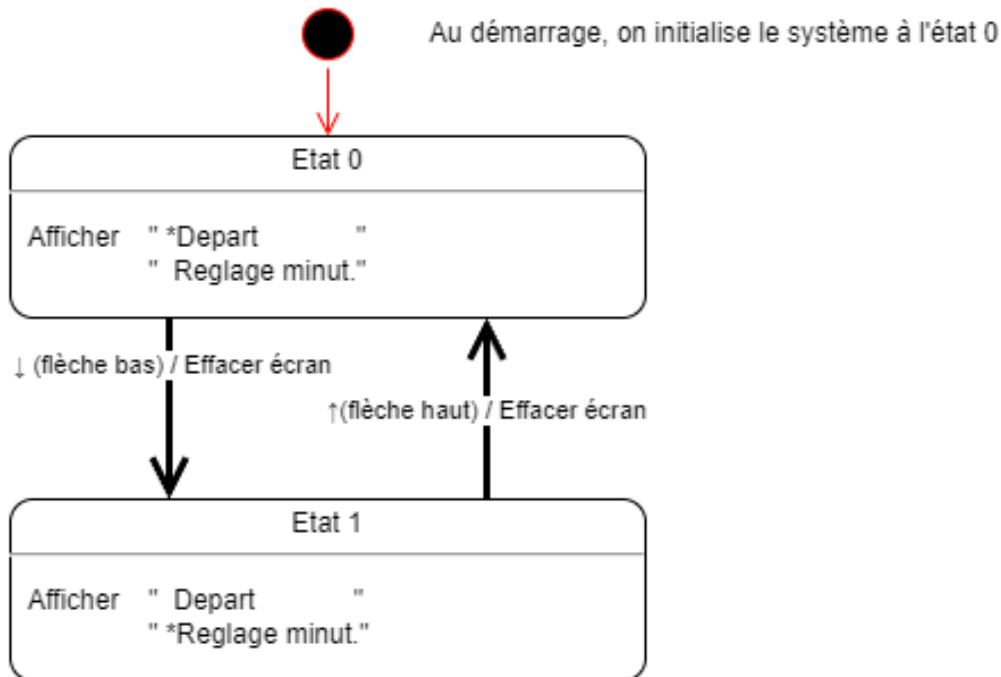 Au démarrage, on initialise le système à l'état 0
Etat 0
Afficher " *Depart "
" Reglage minut."
↓ (flèche bas) / Effacer écran
↑(flèche haut) / Effacer écran
Etat 1
Afficher " Depart "
" *Reglage minut."